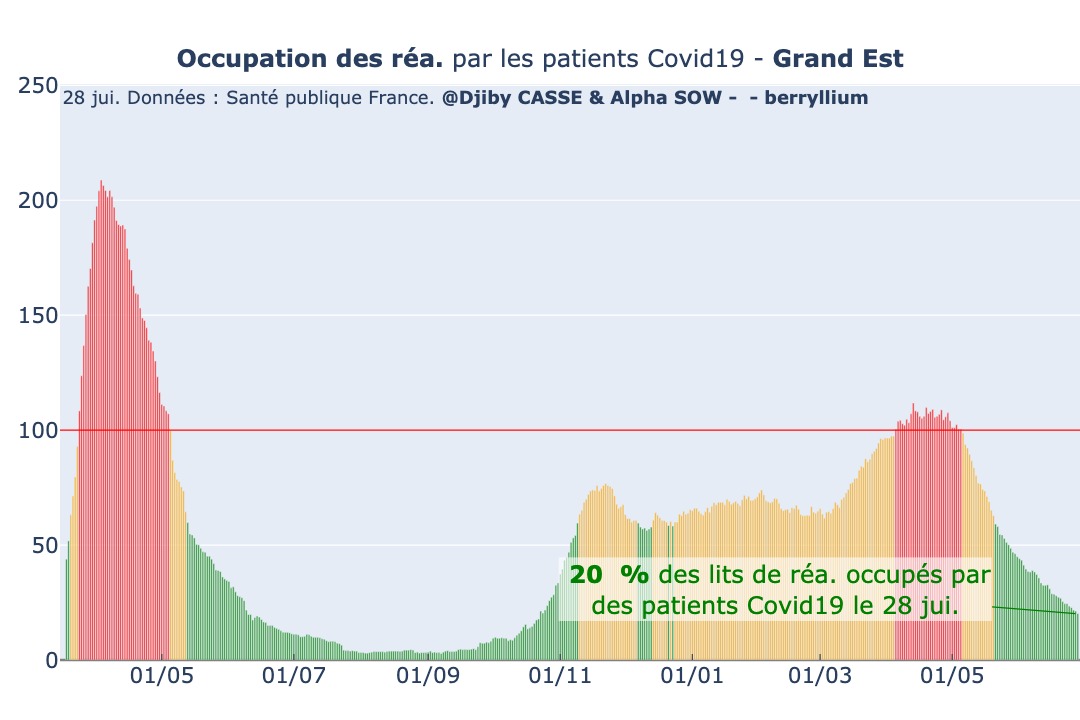 Occupation des réa. par les patients Covid19 - Grand Est
28 jui. Données : Santé publique France. @Djiby CASSE & Alpha SOW -  - berryllium
250
200
150
100
50
0
20  % des lits de réa. occupés par
des patients Covid19 le 28 jui.
01/05 01/07 01/09 01/11 01/01 01/03 01/05